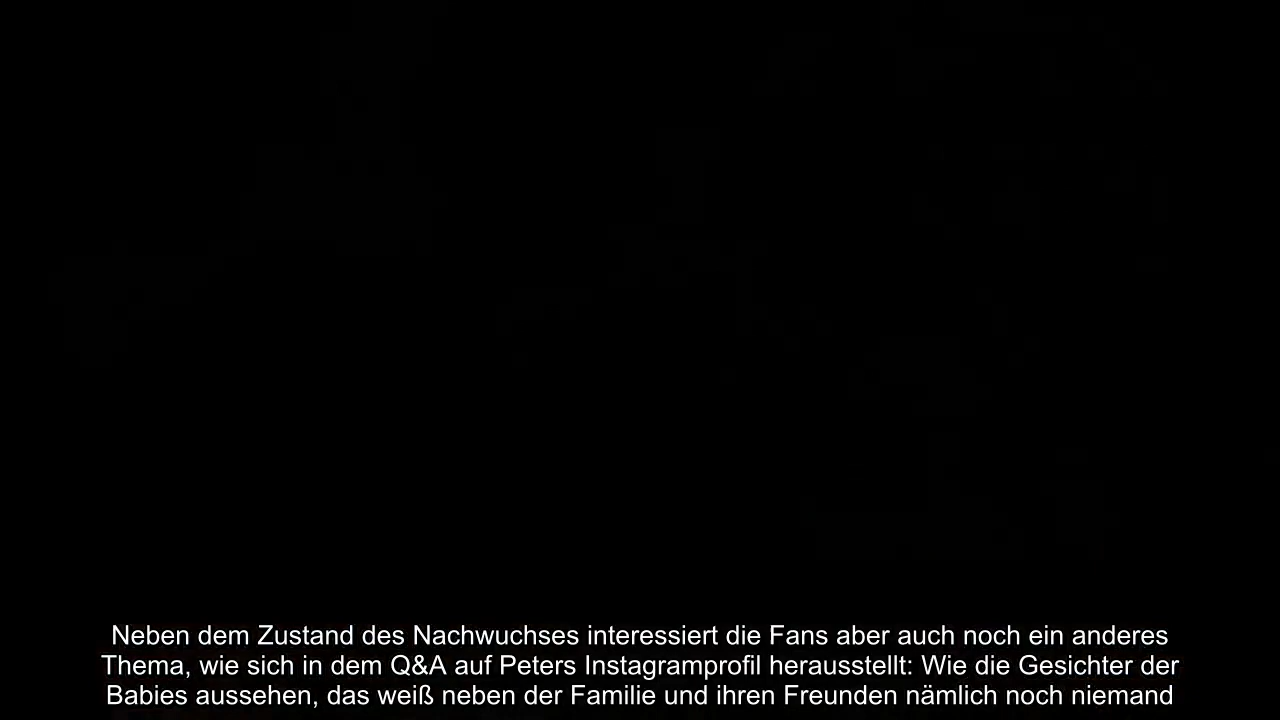 Neben dem Zustand des Nachwuchses interessiert die Fans aber auch noch ein anderes
Thema, wie sich in dem Q&A auf Peters Instagramprofil herausstellt: Wie die Gesichter der
Babies aussehen, das weiß neben der Familie und ihren Freunden nämlich noch niemand